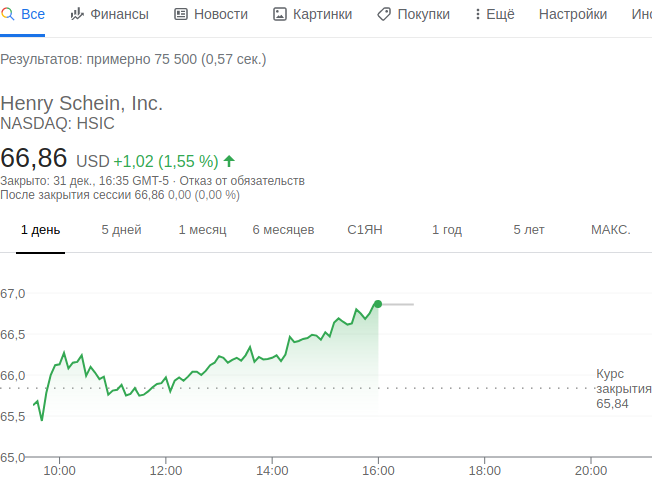 Все Финансы Новости Картинки Покупки Ещё Настройки
Результатов: примерно 75 500 (0,57 сек.)
Henry Schein, Inc.
NASDAQ: HSIC
66,86 USD +1,02 (1,55 %)
Закрыто: 31 дек., 16:35 GMT-5 · Отказ от обязательств
После закрытия сессии 66,86 0,00 (0,00 %)
1 день 5 дней 1 месяц 6 месяцев С1ЯН 1 год 5 лет МАКС.
67,0
66,5
66,0
Курс
закрытия
65,84
65,5
65,0
10:00 12:00 14:00 16:00 18:00 20:00